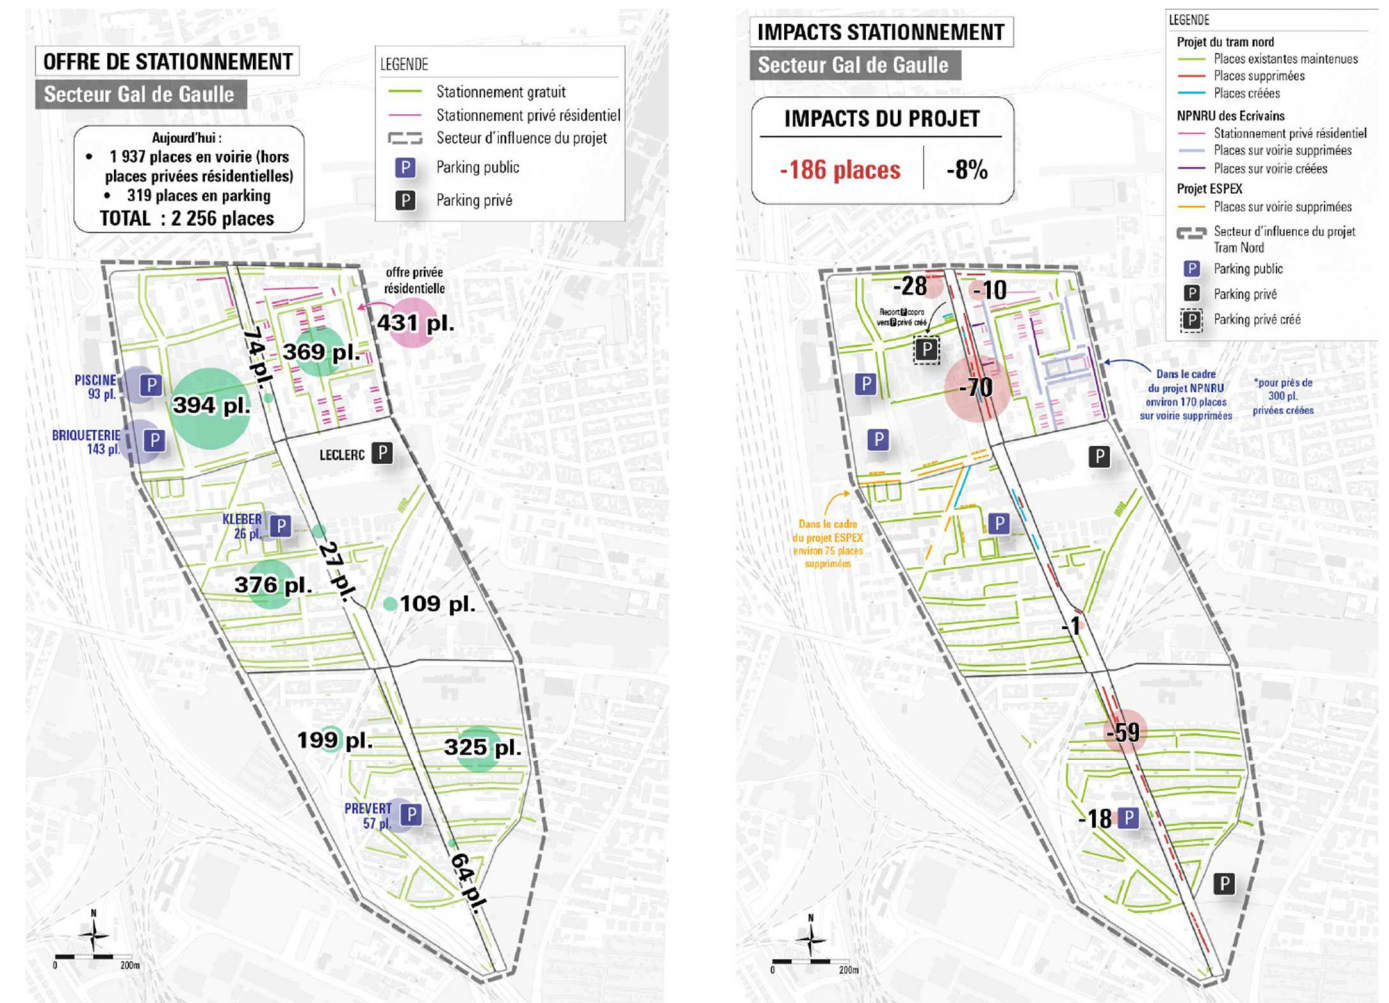 OFFRE DE STATIONNEMENT
Secteur Gal de Gaulle
Aujourd'hui :
• 1 937 places en voirie (hors
places privées résidentielles)
• 319 places en parking
TOTAL : 2 256 places
LEGENDE
Stationnement gratuit
Stationnement privé résidentiel
Secteur d'influence du projet
P Parking public
P Parking privé
offre privée
résidentielle
431 pl.
74 pl.
369 pl.
PISCINE
93 pl.
P
394 pl.
BRIQUETERIE
143 pl.
P
LECLERC P
KLEBER
26 pl.
P
27 pl.
376 pl.
109 pl.
199 pl.
325 pl.
PREVERT
57 pl.
P
64 pl.
N
0 200m
IMPACTS STATIONNEMENT
Secteur Gal de Gaulle
IMPACTS DU PROJET
-186 places -8%
LEGENDE
Projet du tram nord
Places existantes maintenues
Places supprimées
Places créées
NPNRU des Ecrivains
Stationnement privé résidentiel
Places sur voirie supprimées
Places sur voirie créées
Projet ESPEX
Places sur voirie supprimées
Secteur d'influence du projet
Tram Nord
P Parking public
P Parking privé
P Parking privé créé
-28
-10
Report P copro
vers P privé créé
P
-70
P
P
Dans le cadre
du projet NPNRU
environ 170 places
sur voirie supprimées
*pour près de
300 pl.
privées créées
P
Dans le cadre
du projet ESPEX
environ 75 places
supprimées
P
-1
-59
-18 P
P
N
0 200m